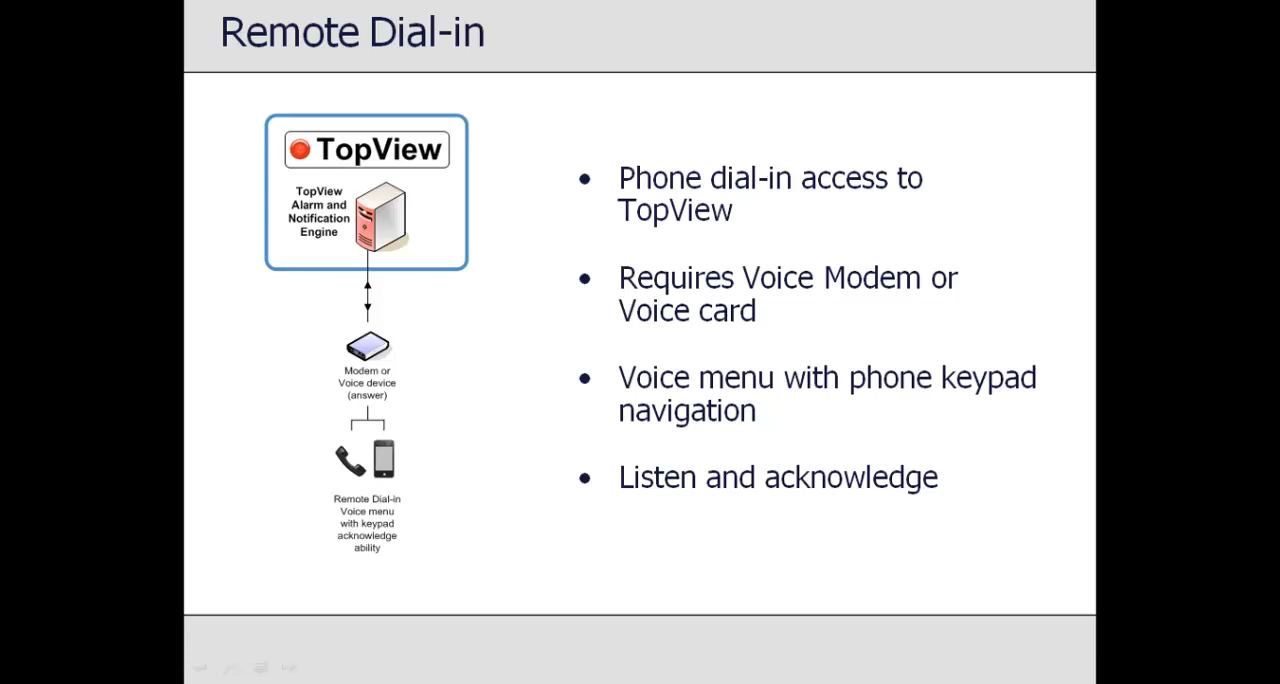 Remote Dial-in
TopView
TopView
Alarm and
Notification
Engine
Modem or
Voice device
(answer)
Remote Dial-in
Voice menu
with keypad
acknowledge
ability
• Phone dial-in access to
TopView
• Requires Voice Modem or
Voice card
• Voice menu with phone keypad
navigation
• Listen and acknowledge